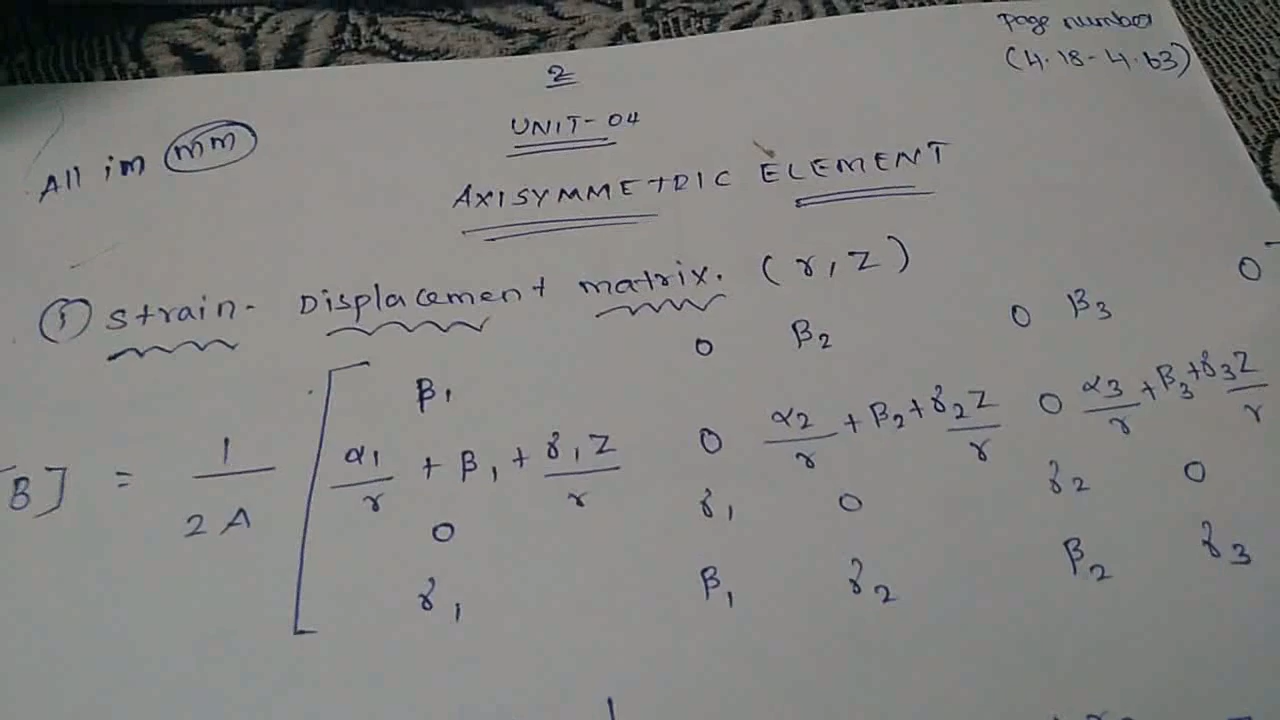 page number
(4.18-4.63)
2
UNIT-04
All im mm
AXISYMMETRIC ELEMENT
① Strain- Displacement matrix. (r,z)
[B] = 1/2A [ β1 0 β2 0 β3 0
α1/r + β1 + γ1z/r 0 α2/r + β2 + γ2z/r 0 α3/r + β3 + γ3z/r
0 γ1 0 γ2 0
γ1 β1 γ2 β2 γ3